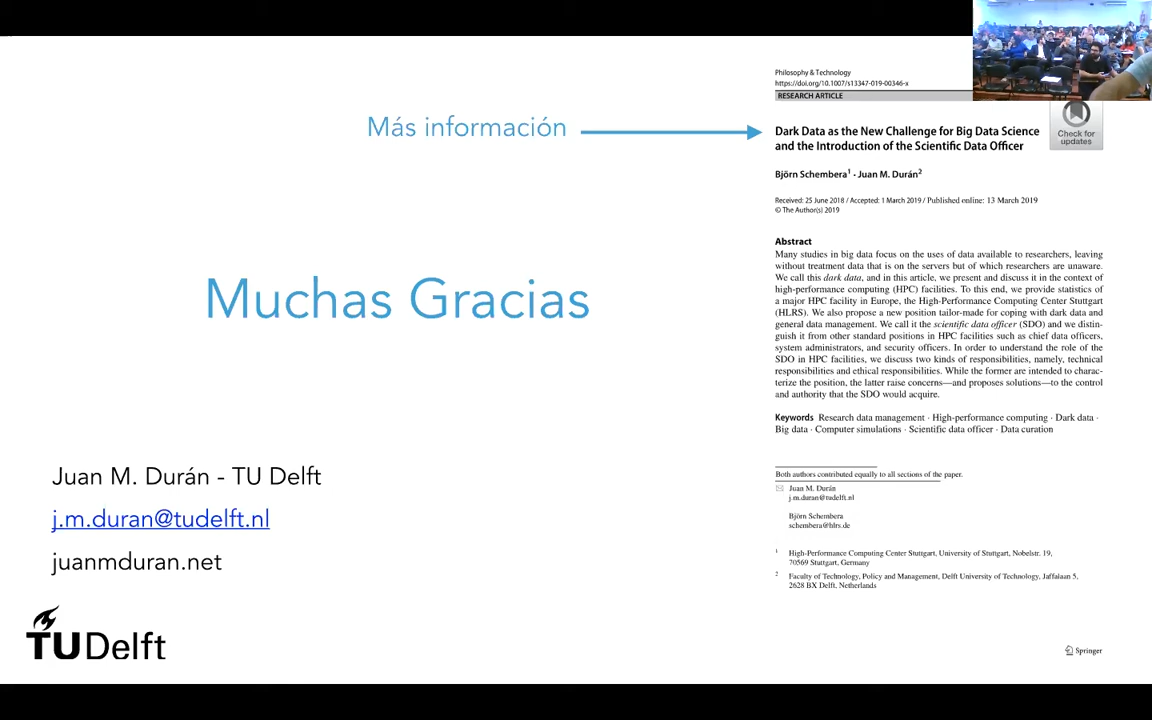 Más información
Muchas Gracias
Juan M. Durán - TU Delft
j.m.duran@tudelft.nl
juanmduran.net
TUDelft
Philosophy & Technology
https://doi.org/10.1007/s13347-019-00346-x
RESEARCH ARTICLE
Check for
updates
Dark Data as the New Challenge for Big Data Science
and the Introduction of the Scientific Data Officer
Björn Schembera1 · Juan M. Durán2
Received: 25 June 2018 / Accepted: 1 March 2019 / Published online: 13 March 2019
© The Author(s) 2019
Abstract
Many studies in big data focus on the uses of data available to researchers, leaving
without treatment data that is on the servers but of which researchers are unaware.
We call this dark data, and in this article, we present and discuss it in the context of
high-performance computing (HPC) facilities. To this end, we provide statistics of
a major HPC facility in Europe, the High-Performance Computing Center Stuttgart
(HLRS). We also propose a new position tailor-made for coping with dark data and
general data management. We call it the scientific data officer (SDO) and we distin-
guish it from other standard positions in HPC facilities such as chief data officers,
system administrators, and security officers. In order to understand the role of the
SDO in HPC facilities, we discuss two kinds of responsibilities, namely, technical
responsibilities and ethical responsibilities. While the former are intended to charac-
terize the position, the latter raise concerns—and proposes solutions—to the control
and authority that the SDO would acquire.
Keywords Research data management · High-performance computing · Dark data ·
Big data · Computer simulations · Scientific data officer · Data curation
Both authors contributed equally to all sections of the paper.
Juan M. Durán
j.m.duran@tudelft.nl
Björn Schembera
schembera@hlrs.de
1 High-Performance Computing Center Stuttgart, University of Stuttgart, Nobelstr. 19,
70569 Stuttgart, Germany
2 Faculty of Technology, Policy and Management, Delft University of Technology, Jaffalaan 5,
2628 BX Delft, Netherlands
Springer